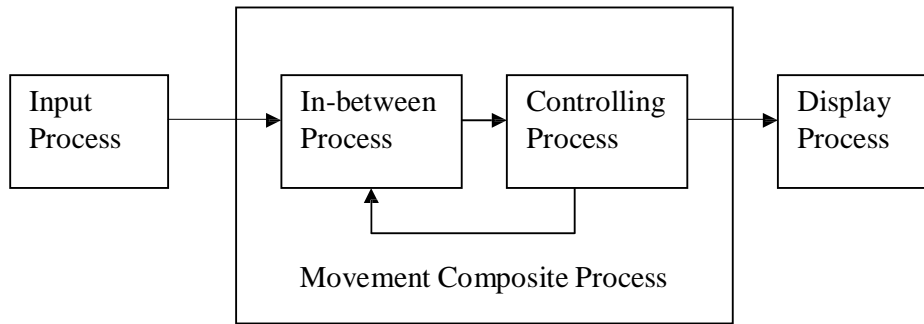 Input
Process
In-between
Process
Controlling
Process
Display
Process
Movement Composite Process